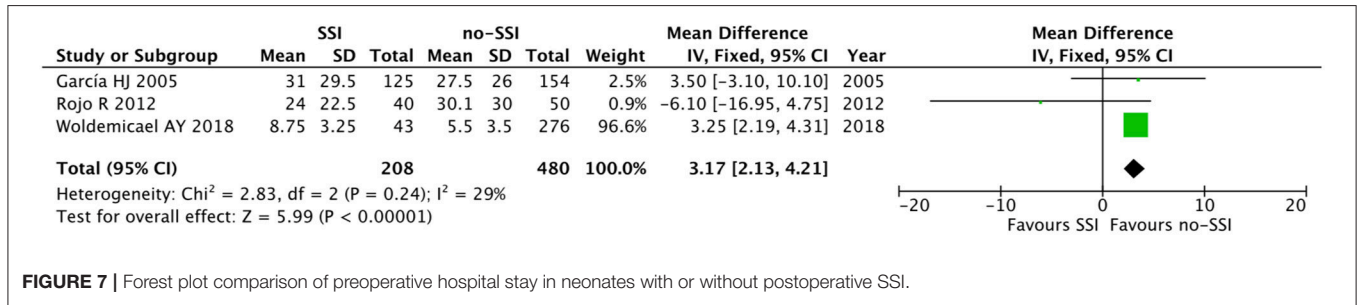 SSI no-SSI Mean Difference Mean Difference
Study or Subgroup Mean SD Total Mean SD Total Weight IV, Fixed, 95% CI Year IV, Fixed, 95% CI
García HJ 2005 31 29.5 125 27.5 26 154 2.5% 3.50 [-3.10, 10.10] 2005
Rojo R 2012 24 22.5 40 30.1 30 50 0.9% -6.10 [-16.95, 4.75] 2012
Woldemicael AY 2018 8.75 3.25 43 5.5 3.5 276 96.6% 3.25 [2.19, 4.31] 2018
Total (95% CI) 208 480 100.0% 3.17 [2.13, 4.21]
Heterogeneity: Chi² = 2.83, df = 2 (P = 0.24); I² = 29%
Test for overall effect: Z = 5.99 (P < 0.00001)
-20 -10 0 10 20
Favours SSI Favours no-SSI
FIGURE 7 | Forest plot comparison of preoperative hospital stay in neonates with or without postoperative SSI.